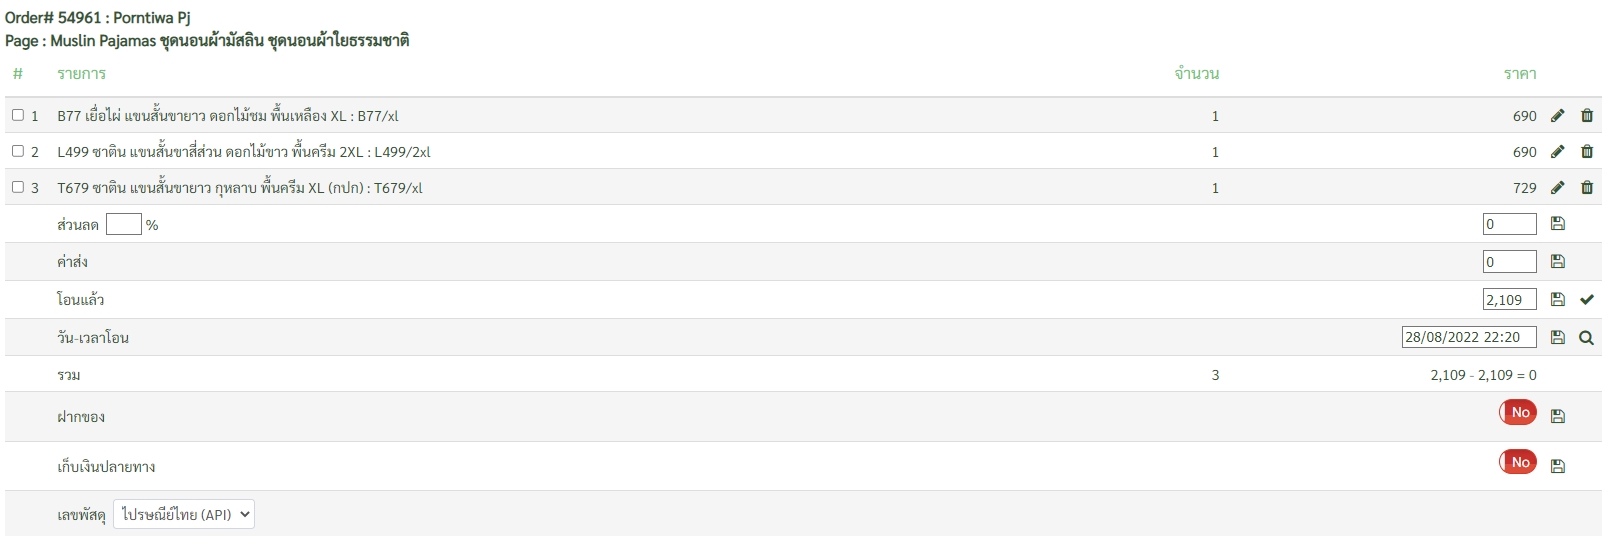 Order# 54961 : Porntiwa Pj
Page : Muslin Pajamas ชุดนอนผ้ามัสลิน ชุดนอนผ้าใยธรรมชาติ
# รายการ จำนวน ราคา
1 B77 เยื่อไผ่ แขนสั้นขายาว ดอกไม้ชม พื้นเหลือง XL : B77/xl 1 690
2 L499 ซาติน แขนสั้นขาสี่ส่วน ดอกไม้ขาว พื้นครีม 2XL : L499/2xl 1 690
3 T679 ซาติน แขนสั้นขายาว กุหลาบ พื้นครีม XL (กปก) : T679/xl 1 729
ส่วนลด % 0
ค่าส่ง 0
โอนแล้ว 2,109
วัน-เวลาโอน 28/08/2022 22:20
รวม 3 2,109 - 2,109 = 0
ฝากของ No
เก็บเงินปลายทาง No
เลขพัสดุ ไปรษณีย์ไทย (API)